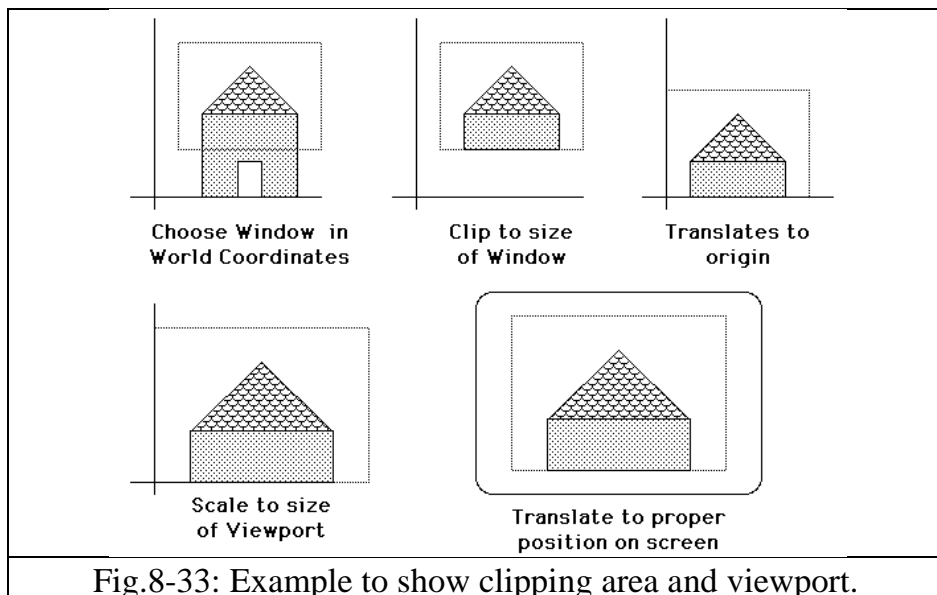 Choose Window in
World Coordinates
Clip to size
of Window
Translates to
origin
Scale to size
of Viewport
Translate to proper
position on screen
Fig.8-33: Example to show clipping area and viewport.